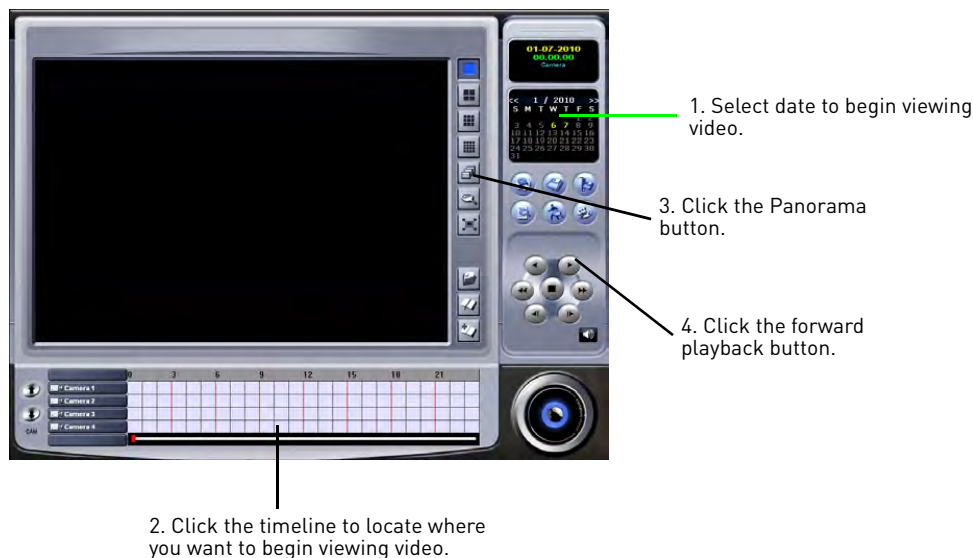 01-07-2010
00.00.00
Camera
<< 1 / 2010 >>
S M T W T F S
1 2
3 4 5 6 7 8 9
10 11 12 13 14 15 16
17 18 19 20 21 22 23
24 25 26 27 28 29 30
31
1. Select date to begin viewing
video.
3. Click the Panorama
button.
4. Click the forward
playback button.
0 3 6 9 12 15 18 21
Camera 1
Camera 2
Camera 3
Camera 4
CAM
2. Click the timeline to locate where
you want to begin viewing video.